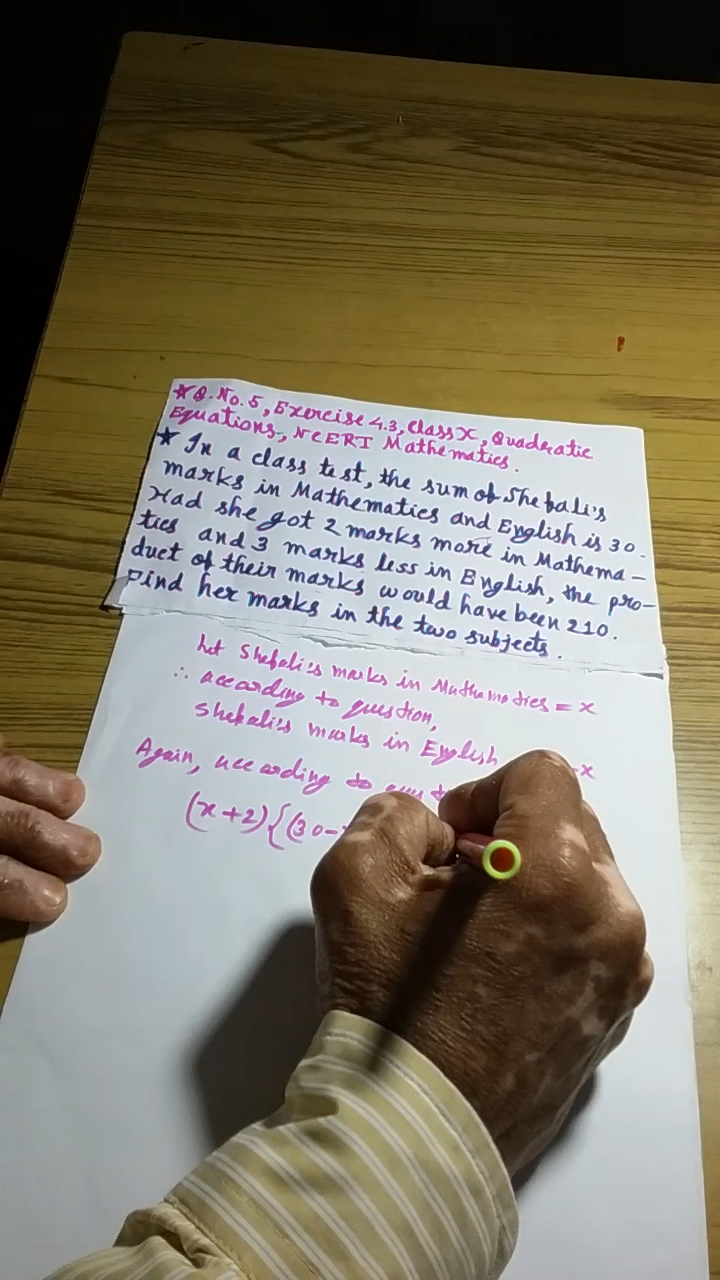 ★Q.No.5, Exercise 4.3, Class X, Quadratic
Equations, NCERT Mathematics.
★ In a class test, the sum of Shefali's
marks in Mathematics and English is 30.
Had she got 2 marks more in Mathema-
tics and 3 marks less in English, the pro-
duct of their marks would have been 210.
Find her marks in the two subjects.
Let Shefali's marks in Mathematics = x
∴ according to question,
Shefali's marks in English x
Again, according to
(x+2){(30-